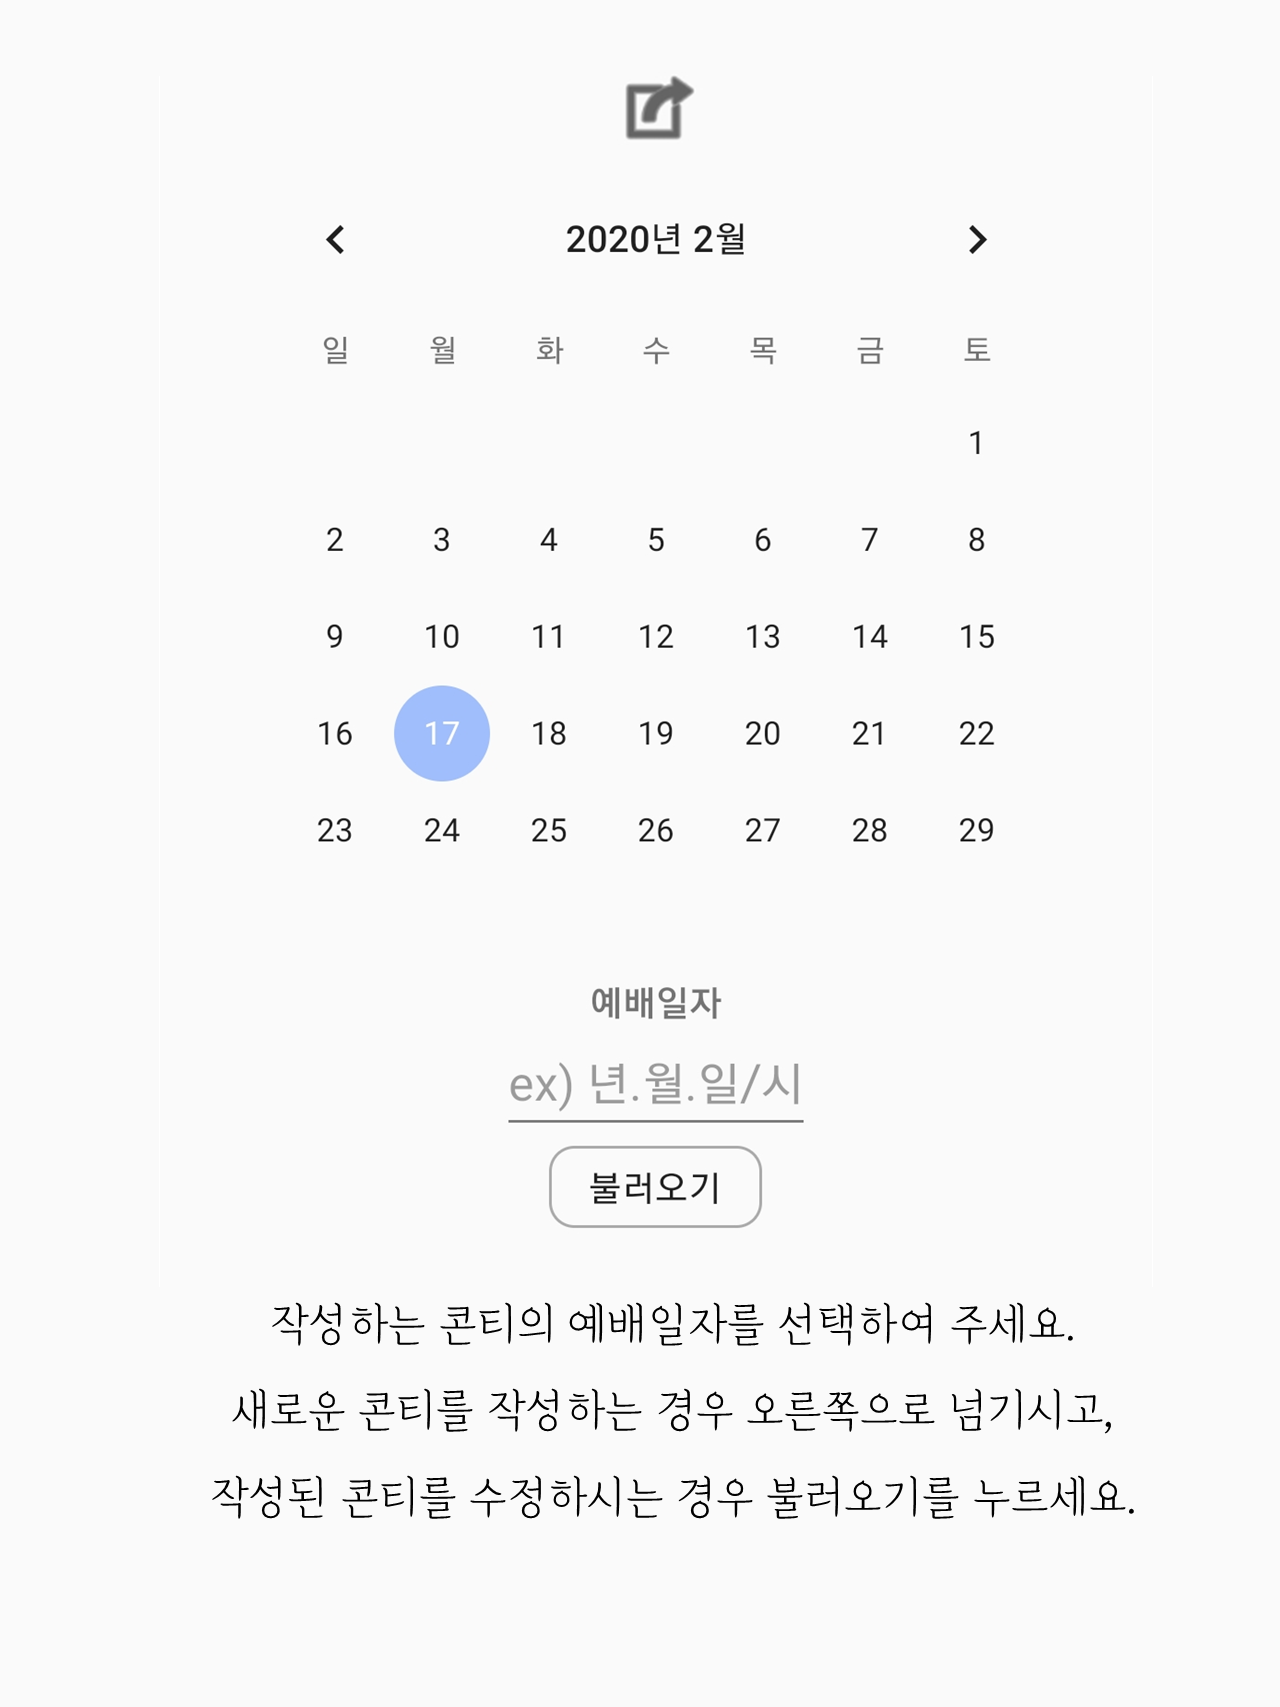 2020년 2월
일 월 화 수 목 금 토
1
2 3 4 5 6 7 8
9 10 11 12 13 14 15
16 17 18 19 20 21 22
23 24 25 26 27 28 29
예배일자
ex) 년.월.일/시
불러오기
작성하는 콘티의 예배일자를 선택하여 주세요.
새로운 콘티를 작성하는 경우 오른쪽으로 넘기시고,
작성된 콘티를 수정하시는 경우 불러오기를 누르세요.